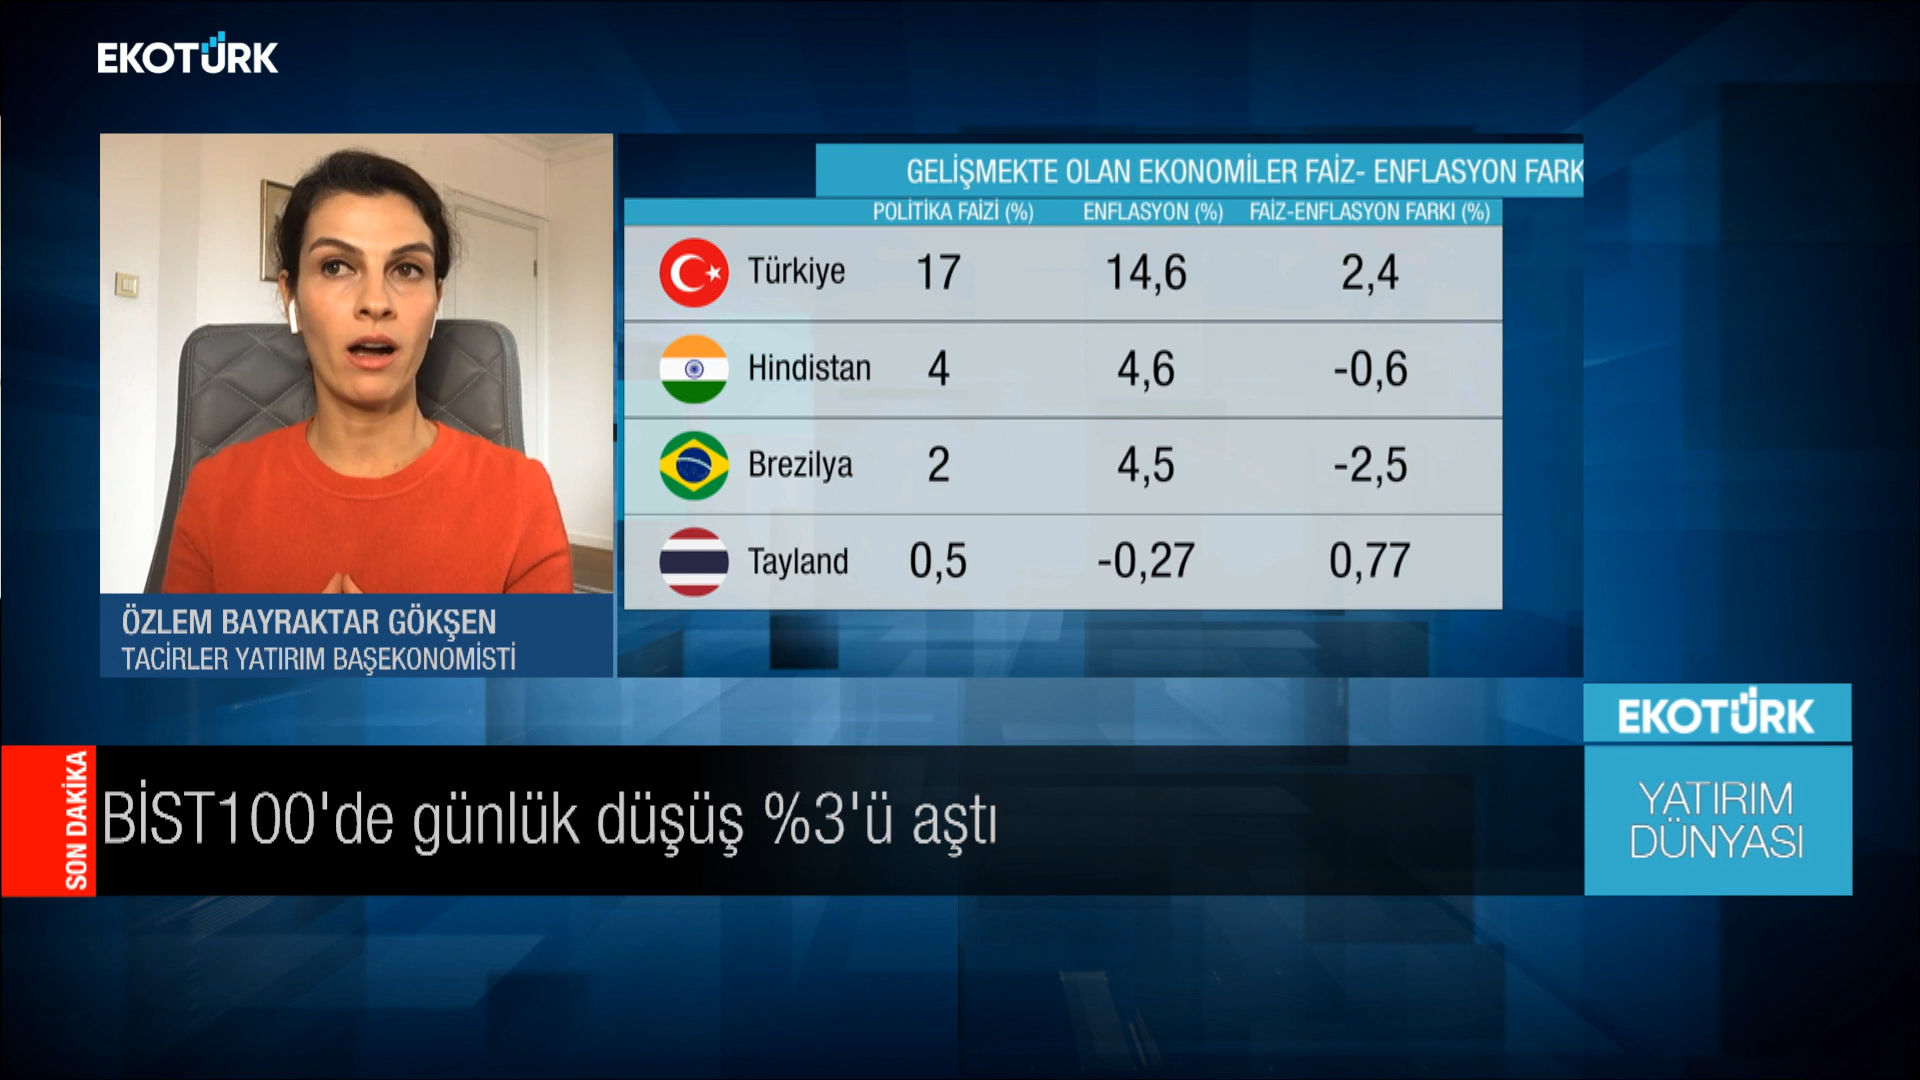 EKOTÜRK
GELİŞMEKTE OLAN EKONOMİLER FAİZ- ENFLASYON FARK
POLİTİKA FAİZİ (%) ENFLASYON (%) FAİZ-ENFLASYON FARKI (%)
Türkiye 17 14,6 2,4
Hindistan 4 4,6 -0,6
Brezilya 2 4,5 -2,5
Tayland 0,5 -0,27 0,77
ÖZLEM BAYRAKTAR GÖKŞEN
TACİRLER YATIRIM BAŞEKONOMİSTİ
EKOTÜRK
SON DAKİKA
BİST100'de günlük düşüş %3'ü aştı
YATIRIM
DÜNYASI